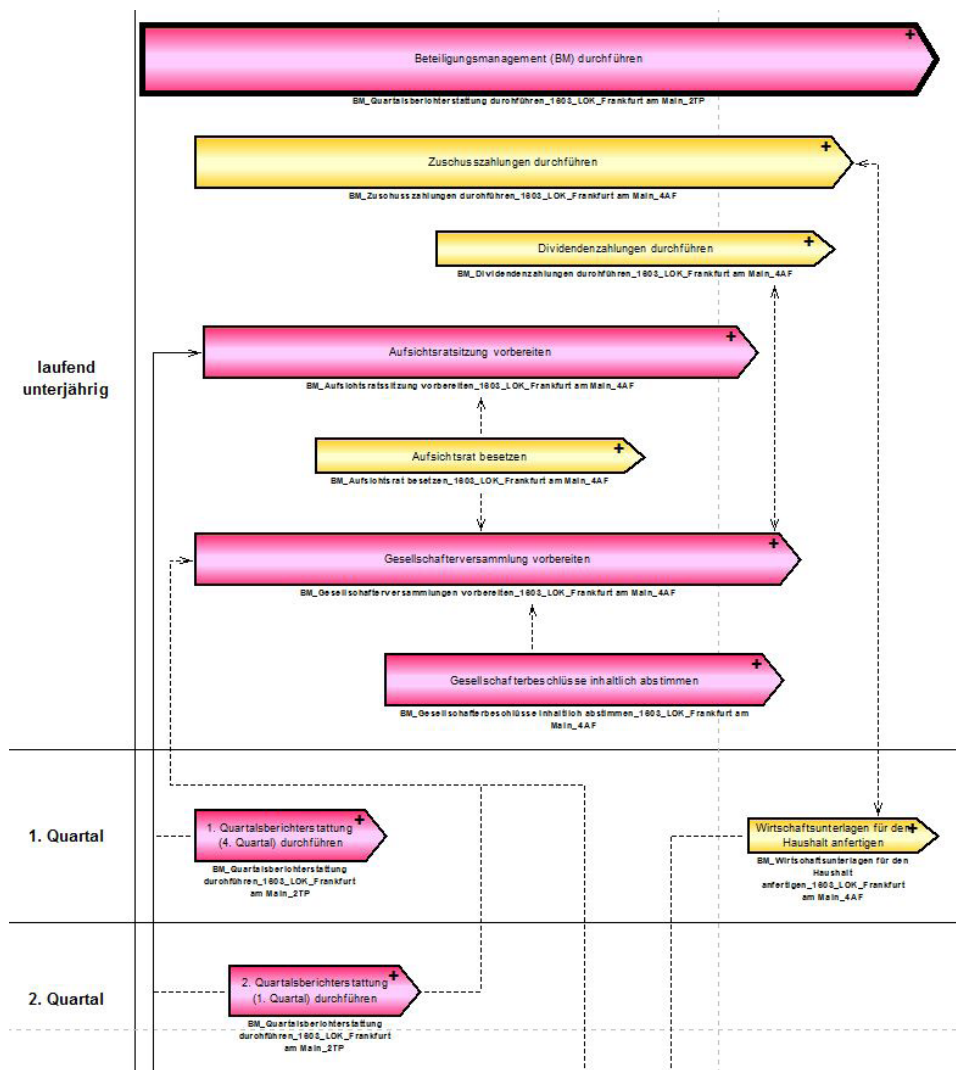 Beteiligungsmanagement (BM) durchführen
BM_Quartalsberichterstattung durchführen_1603_LOK_Frankfurt am Main_2TP
Zuschusszahlungen durchführen
BM_Zuschusszahlungen durchführen_1603_LOK_Frankfurt am Main_4AF
Dividendenzahlungen durchführen
BM_Dividendenzahlungen durchführen_1603_LOK_Frankfurt am Main_4AF
laufend
unterjährig
Aufsichtsratsitzung vorbereiten
BM_Aufsichtsratssitzung vorbereiten_1603_LOK_Frankfurt am Main_4AF
Aufsichtsrat besetzen
BM_Aufsichtsrat besetzen_1603_LOK_Frankfurt am Main_4AF
Gesellschafterversammlung vorbereiten
BM_Gesellschafterversammlungen vorbereiten_1603_LOK_Frankfurt am Main_4AF
Gesellschafterbeschlüsse inhaltlich abstimmen
BM_Gesellschafterbeschlüsse inhaltlich abstimmen_1603_LOK_Frankfurt am
Main_4AF
1. Quartal
1. Quartalsberichterstattung
(4. Quartal) durchführen
BM_Quartalsberichterstattung
durchführen_1603_LOK_Frankfurt
am Main_2TP
Wirtschaftsunterlagen für den
Haushalt anfertigen
BM_Wirtschaftsunterlagen für den
Haushalt
anfertigen_1603_LOK_Frankfurt
am Main_4AF
2. Quartal
2. Quartalsberichterstattung
(1. Quartal) durchführen
BM_Quartalsberichterstattung
durchführen_1603_LOK_Frankfurt
am Main_2TP